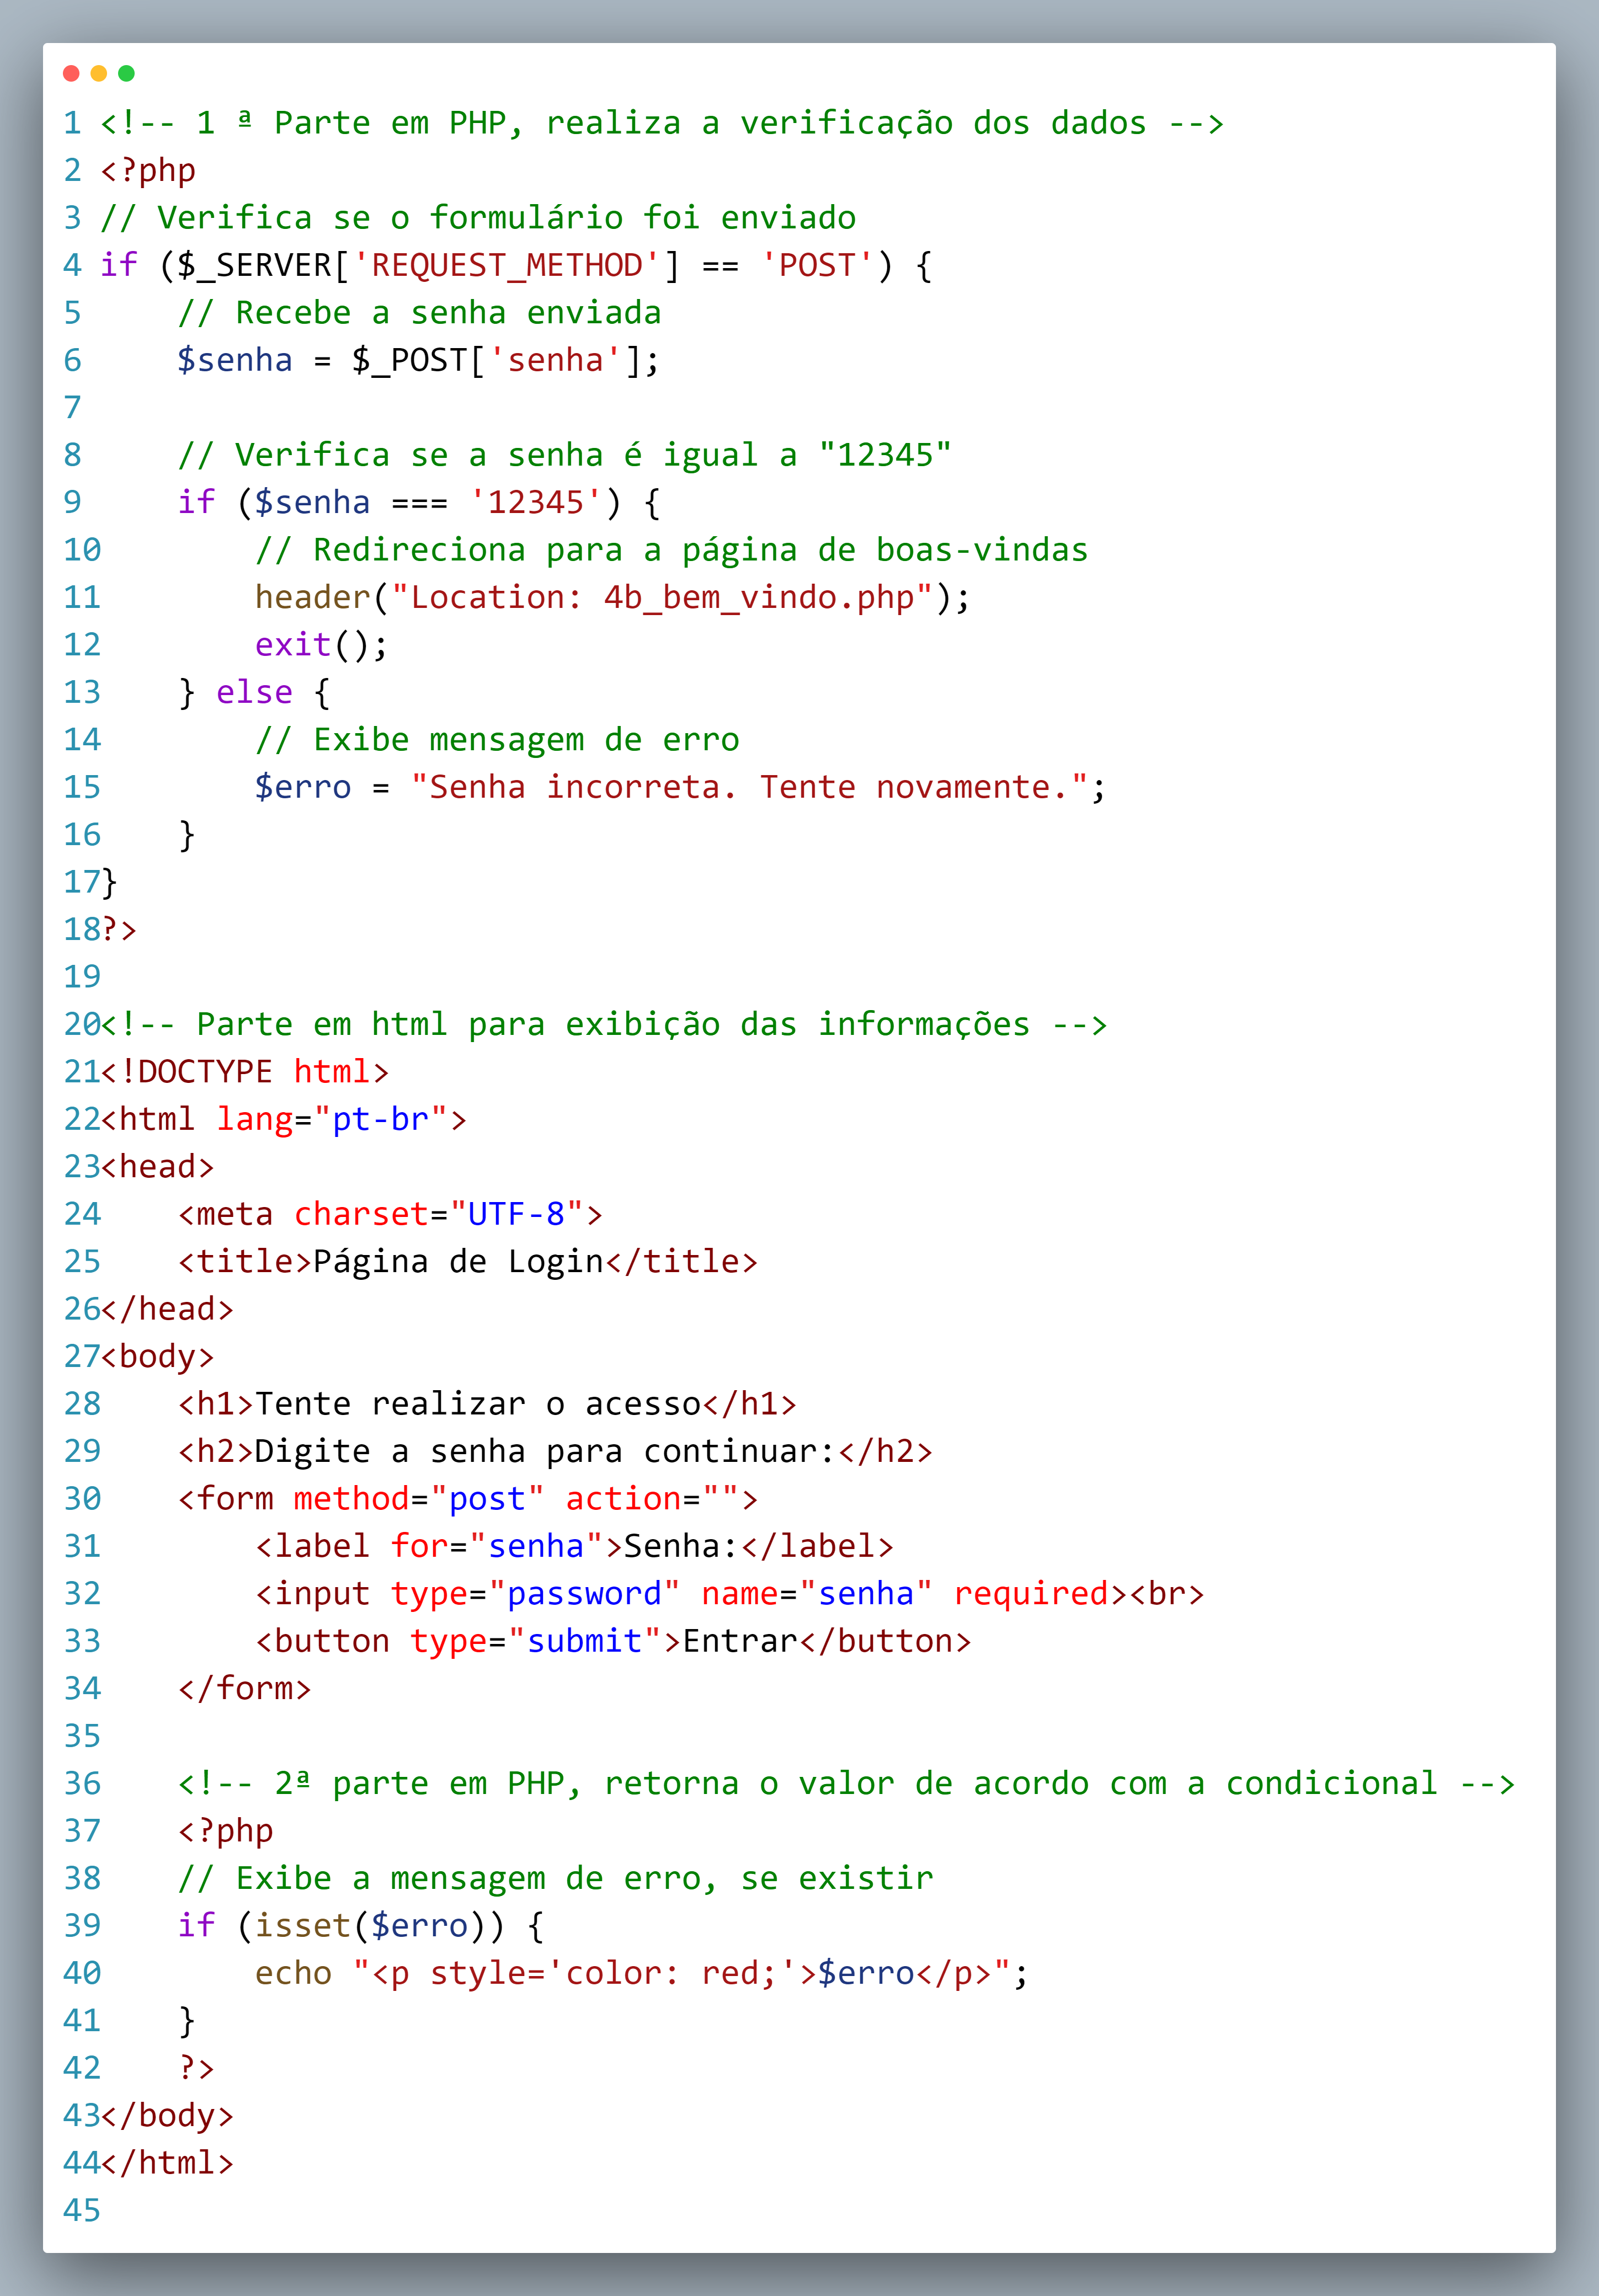 1 <!-- 1 ª Parte em PHP, realiza a verificação dos dados -->
2 <?php
3 // Verifica se o formulário foi enviado
4 if ($_SERVER['REQUEST_METHOD'] == 'POST') {
5     // Recebe a senha enviada
6     $senha = $_POST['senha'];
7
8     // Verifica se a senha é igual a "12345"
9     if ($senha === '12345') {
10        // Redireciona para a página de boas-vindas
11        header("Location: 4b_bem_vindo.php");
12        exit();
13    } else {
14        // Exibe mensagem de erro
15        $erro = "Senha incorreta. Tente novamente.";
16    }
17}
18?>
19
20<!-- Parte em html para exibição das informações -->
21<!DOCTYPE html>
22<html lang="pt-br">
23<head>
24    <meta charset="UTF-8">
25    <title>Página de Login</title>
26</head>
27<body>
28    <h1>Tente realizar o acesso</h1>
29    <h2>Digite a senha para continuar:</h2>
30    <form method="post" action="">
31        <label for="senha">Senha:</label>
32        <input type="password" name="senha" required><br>
33        <button type="submit">Entrar</button>
34    </form>
35
36    <!-- 2ª parte em PHP, retorna o valor de acordo com a condicional -->
37    <?php
38    // Exibe a mensagem de erro, se existir
39    if (isset($erro)) {
40        echo "<p style='color: red;'>$erro</p>";
41    }
42    ?>
43</body>
44</html>
45